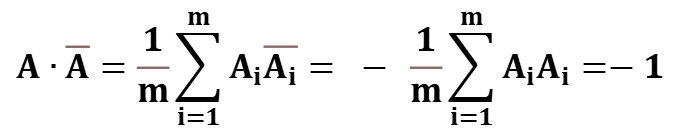 A · A̅ = 1/m ∑_{i=1}^{m} A_i A̅_i = − 1/m ∑_{i=1}^{m} A_i A_i = − 1